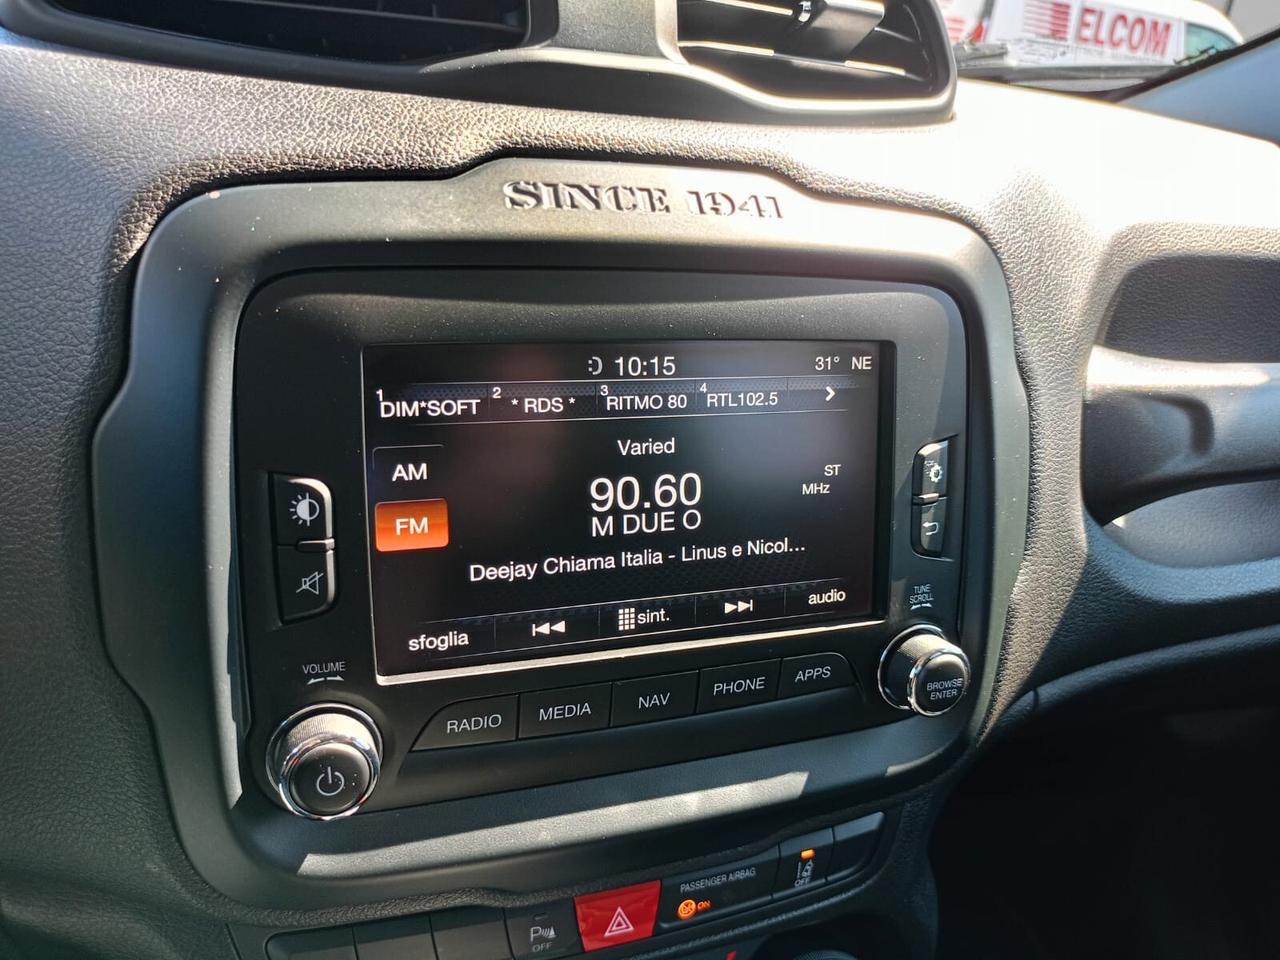 ELCOM
SINCE 1941
10:15
31° NE
1 DIM*SOFT
2 * RDS *
3 RITMO 80
4 RTL102.5
Varied
AM
90.60
ST
MHz
FM
M DUE O
Deejay Chiama Italia - Linus e Nicol...
sfoglia
sint.
audio
TUNE
SCROLL
VOLUME
RADIO
MEDIA
NAV
PHONE
APPS
BROWSE
ENTER
PASSENGER AIRBAG
ON
OFF
P
OFF